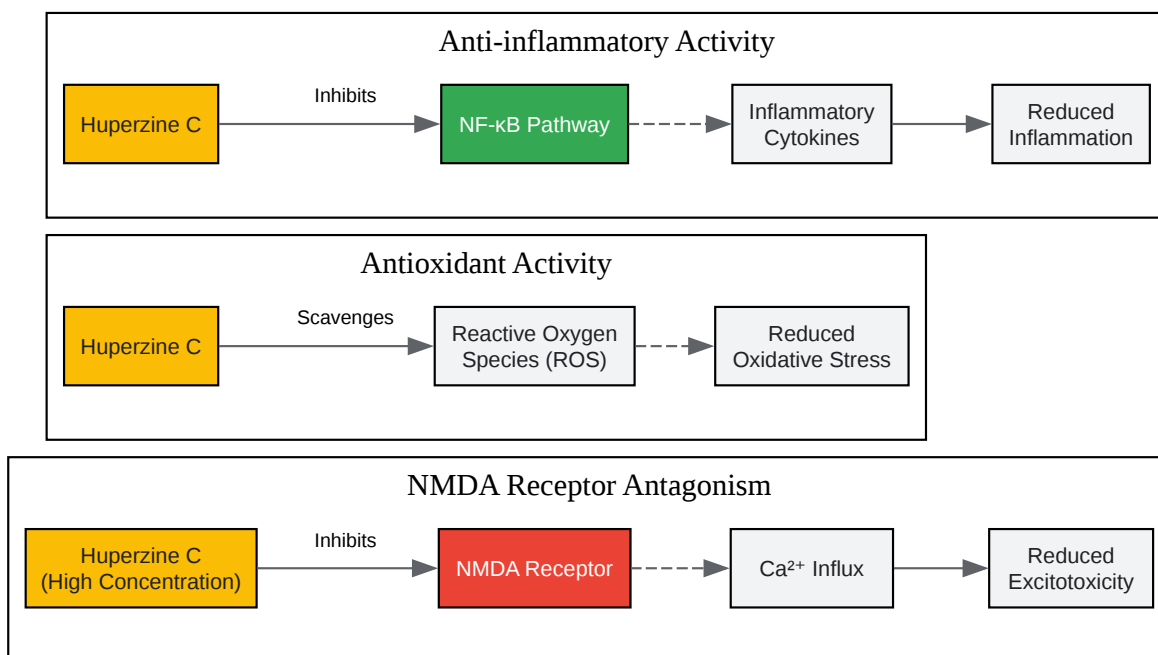 Anti-inflammatory Activity
Huperzine C
Inhibits
NF-κB Pathway
Inflammatory
Cytokines
Reduced
Inflammation
Antioxidant Activity
Huperzine C
Scavenges
Reactive Oxygen
Species (ROS)
Reduced
Oxidative Stress
NMDA Receptor Antagonism
Huperzine C
(High Concentration)
Inhibits
NMDA Receptor
Ca²⁺ Influx
Reduced
Excitotoxicity